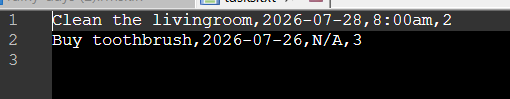 1 Clean the livingroom,2026-07-28,8:00am,2
2 Buy toothbrush,2026-07-26,N/A,3
3